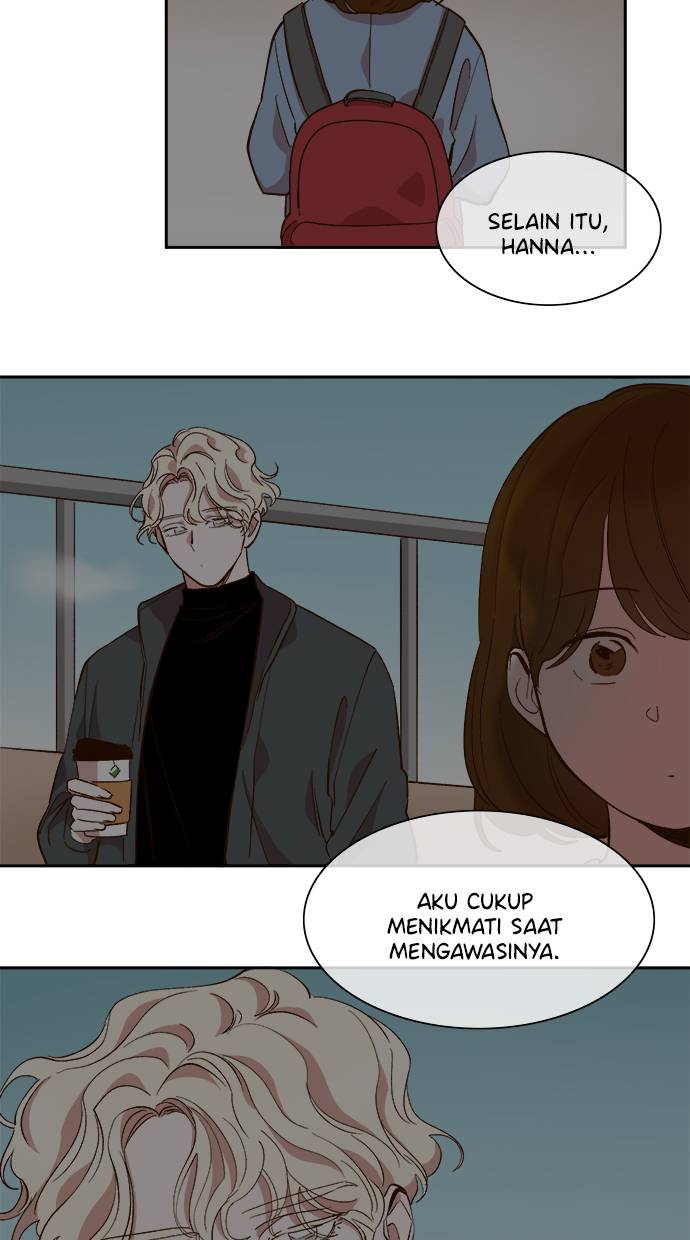 SELAIN ITU,
HANNA...
AKU CUKUP
MENIKMATI SAAT
MENGAWASINYA.